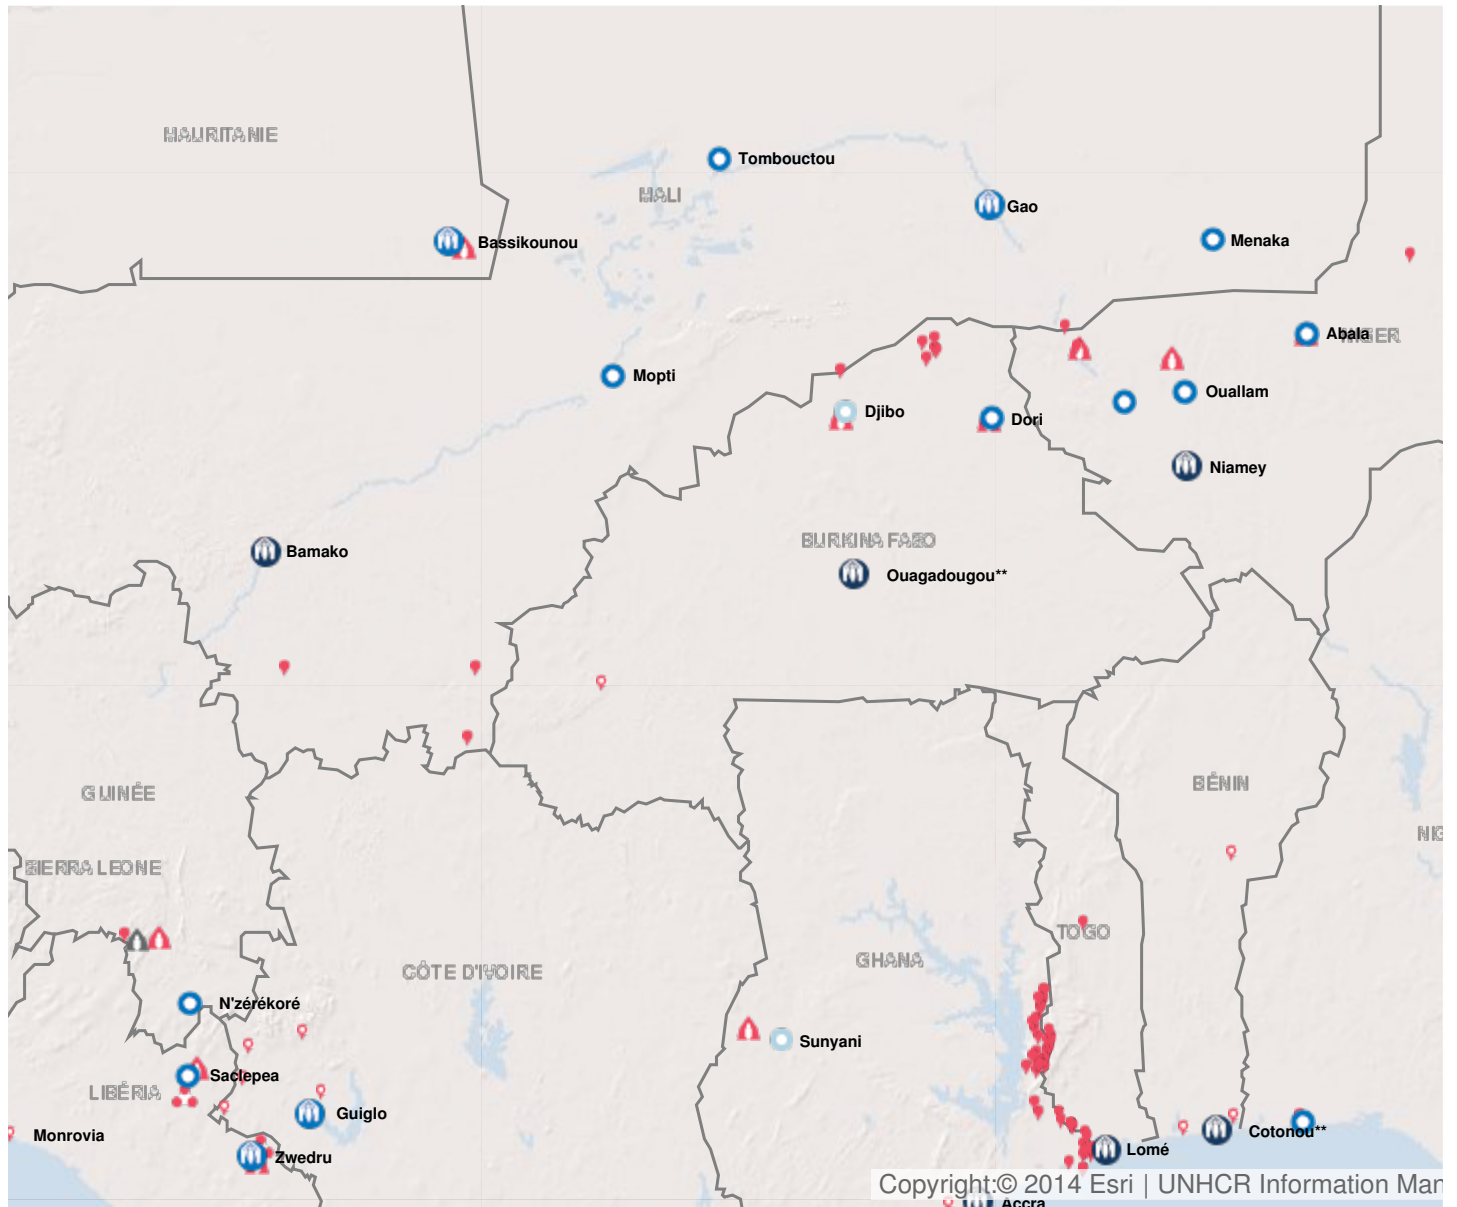 MAURITANIE
Tombouctou
MALI
Gao
Bassikounou
Menaka
Abala
NIGER
Mopti
Ouallam
Djibo
Dori
Niamey
BURKINA FASO
Bamako
Ouagadougou**
GUINÉE
BÉNIN
NIG
SIERRA LEONE
TOGO
GHANA
CÔTE D'IVOIRE
N'zérékoré
Sunyani
Saclepea
LIBÉRIA
Guiglo
Monrovia
Cotonou**
Lomé
Zwedru
Copyright:© 2014 Esri | UNHCR Information Man
Accra